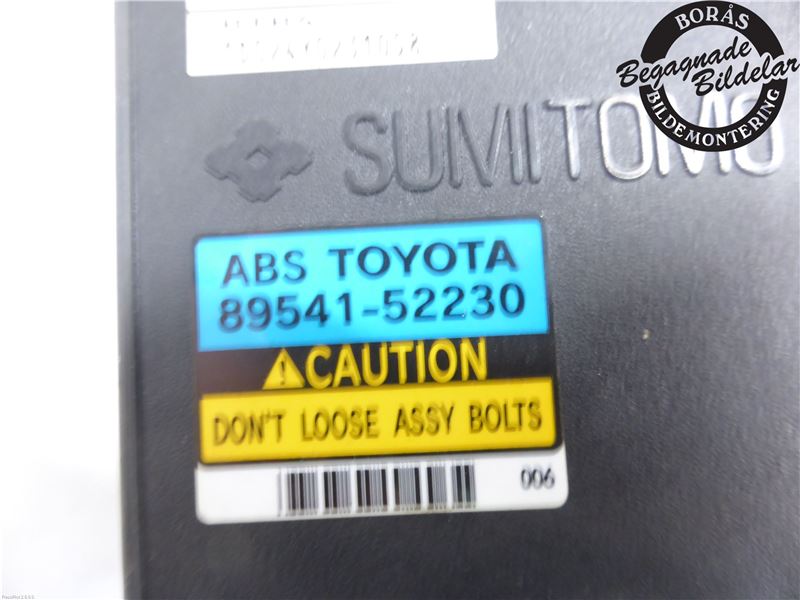 BORÅS
Begagnade
Bildelar
BILDEMONTERING
SUMITOMO
ABS TOYOTA
89541-52230
CAUTION
DON'T LOOSE ASSY BOLTS
006